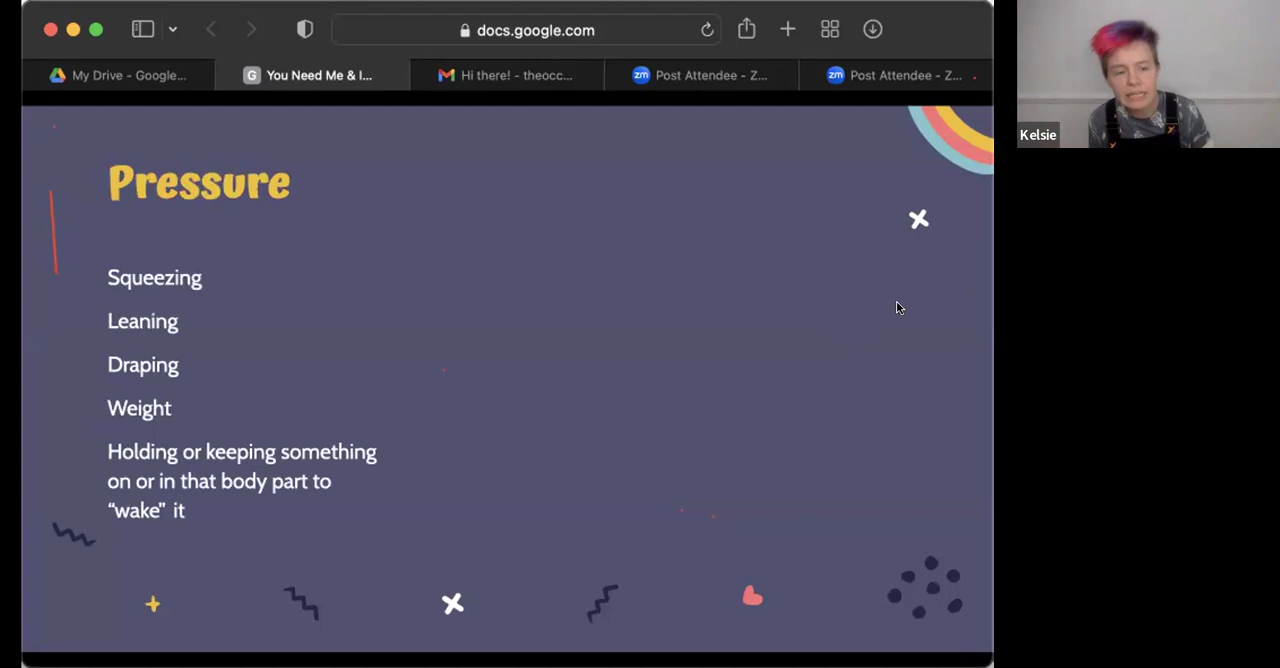 docs.google.com
My Drive - Google...
You Need Me & I...
Hi there! - theocc...
Post Attendee - Z...
Post Attendee - Z...
Kelsie
Pressure
Squeezing
Leaning
Draping
Weight
Holding or keeping something
on or in that body part to
“wake” it